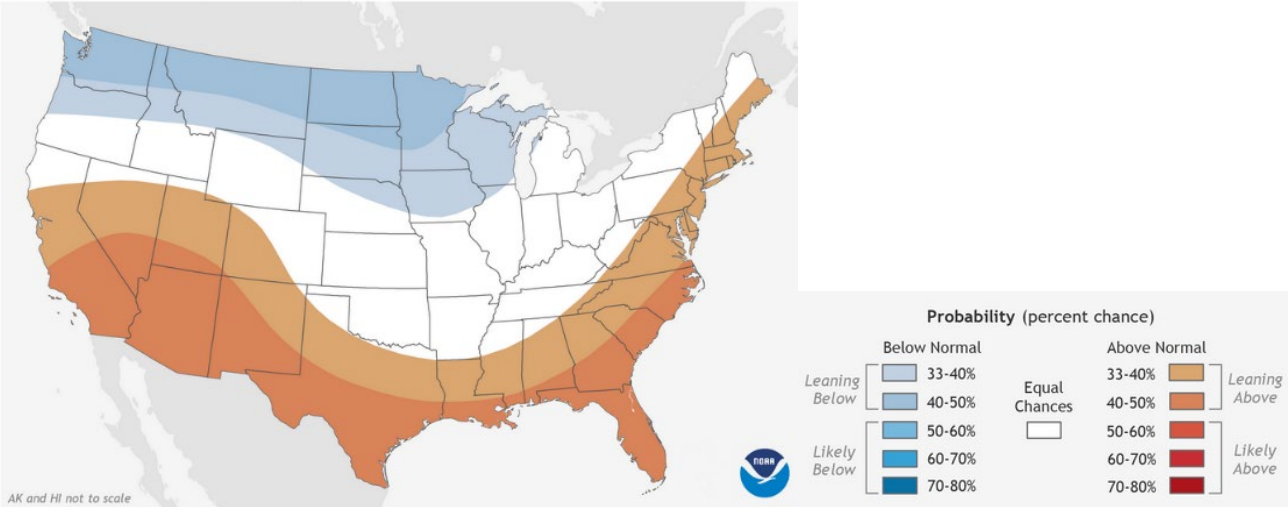 Probability (percent chance)
Below Normal
Above Normal
Leaning
Below
33-40%
40-50%
Likely
Below
50-60%
60-70%
70-80%
Equal
Chances
33-40%
40-50%
Leaning
Above
50-60%
60-70%
70-80%
Likely
Above
NOAA
AK and HI not to scale